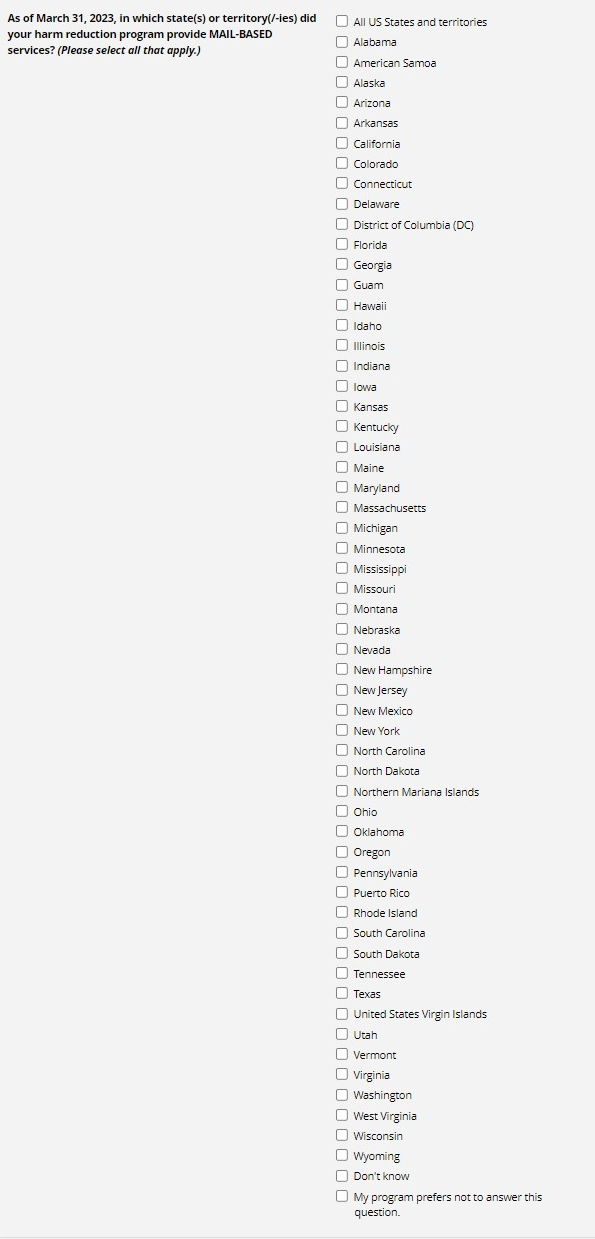 As of March 31, 2023, in which state(s) or territory(/-ies) did
your harm reduction program provide MAIL-BASED
services? (Please select all that apply.)
All US States and territories
Alabama
American Samoa
Alaska
Arizona
Arkansas
California
Colorado
Connecticut
Delaware
District of Columbia (DC)
Florida
Georgia
Guam
Hawaii
Idaho
Illinois
Indiana
Iowa
Kansas
Kentucky
Louisiana
Maine
Maryland
Massachusetts
Michigan
Minnesota
Mississippi
Missouri
Montana
Nebraska
Nevada
New Hampshire
New Jersey
New Mexico
New York
North Carolina
North Dakota
Northern Mariana Islands
Ohio
Oklahoma
Oregon
Pennsylvania
Puerto Rico
Rhode Island
South Carolina
South Dakota
Tennessee
Texas
United States Virgin Islands
Utah
Vermont
Virginia
Washington
West Virginia
Wisconsin
Wyoming
Don't know
My program prefers not to answer this
question.